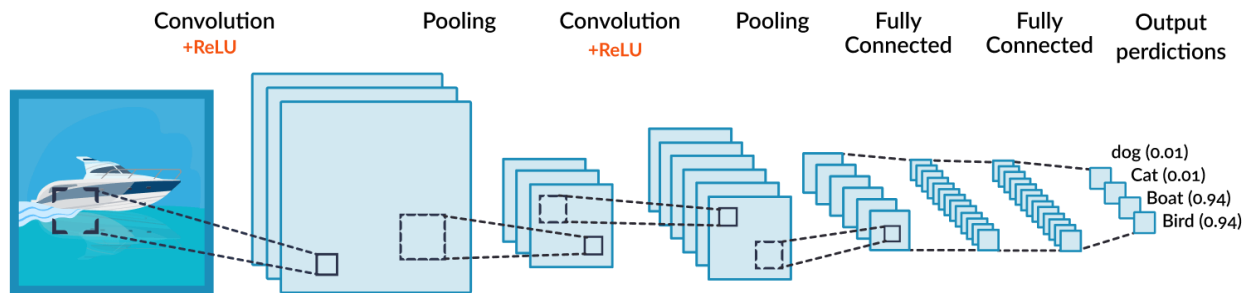 Convolution
+ReLU
Pooling
Convolution
+ReLU
Pooling
Fully
Connected
Fully
Connected
Output
perdictions
dog (0.01)
Cat (0.01)
Boat (0.94)
Bird (0.94)